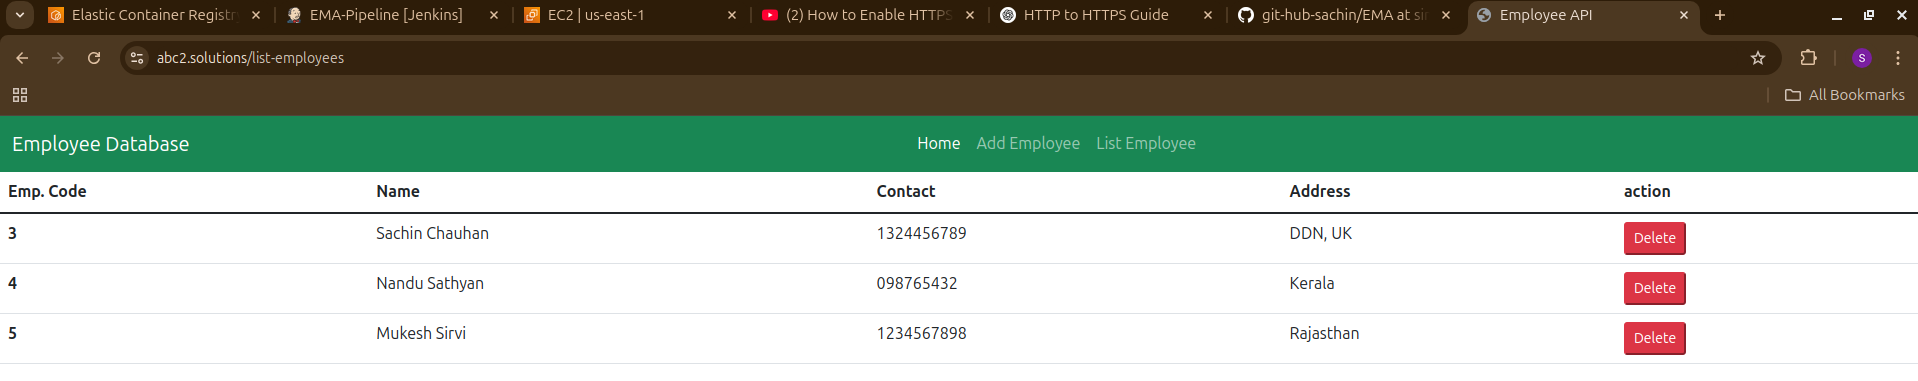 Elastic Container Registr
EMA-Pipeline [Jenkins]
EC2 | us-east-1
(2) How to Enable HTTPS
HTTP to HTTPS Guide
git-hub-sachin/EMA at si
Employee API
abc2.solutions/list-employees
S
All Bookmarks
Employee Database Home Add Employee List Employee
Emp. Code Name Contact Address action
3 Sachin Chauhan 1324456789 DDN, UK Delete
4 Nandu Sathyan 098765432 Kerala Delete
5 Mukesh Sirvi 1234567898 Rajasthan Delete